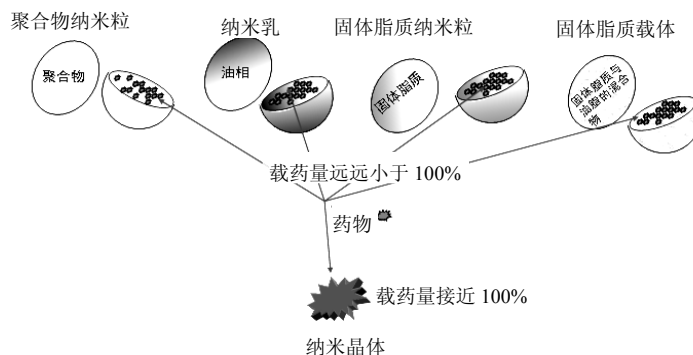 聚合物纳米粒
纳米乳
固体脂质纳米粒
固体脂质载体
聚合物
油相
固体脂质
固体脂质与
油脂的混合
物
载药量远远小于 100%
药物
载药量接近 100%
纳米晶体